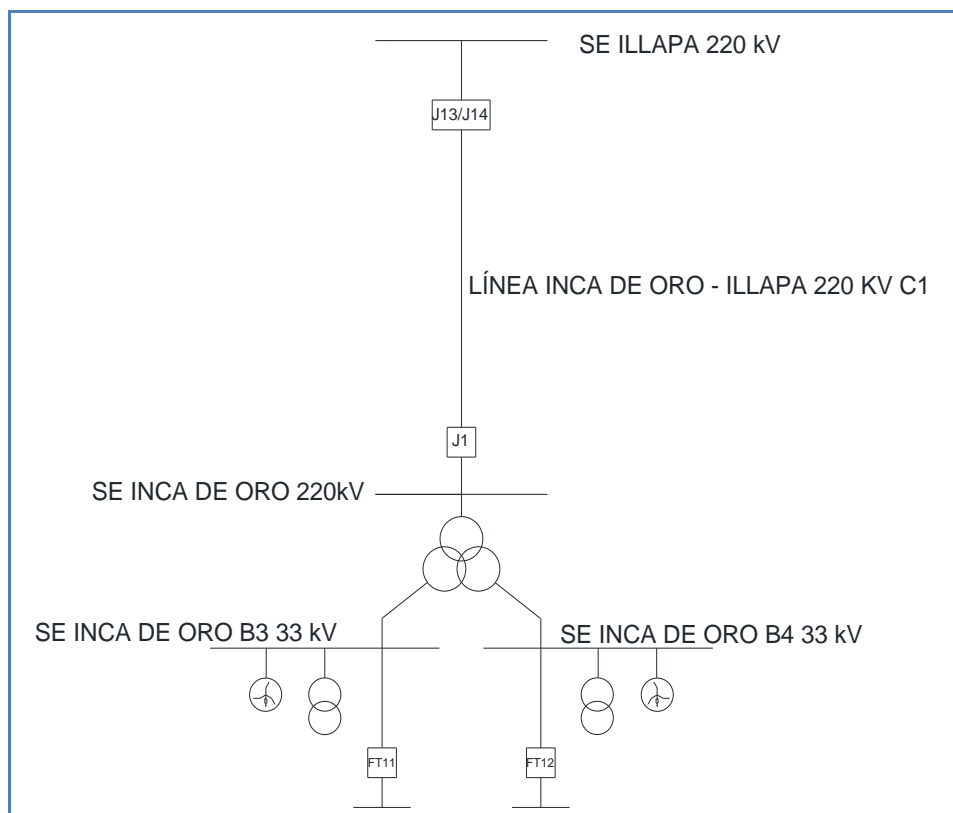 SE ILLAPA 220 kV
J13/J14
LÍNEA INCA DE ORO - ILLAPA 220 KV C1
J1
SE INCA DE ORO 220kV
SE INCA DE ORO B3 33 kV
SE INCA DE ORO B4 33 kV
FT11
FT12